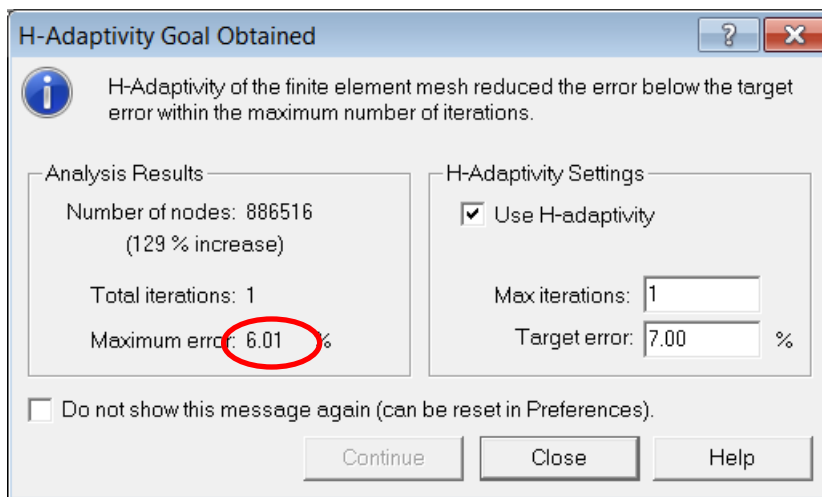 H-Adaptivity Goal Obtained
H-Adaptivity of the finite element mesh reduced the error below the target
error within the maximum number of iterations.
Analysis Results
Number of nodes: 886516
(129 % increase)
Total iterations: 1
Maximum error: 6.01 %
H-Adaptivity Settings
Use H-adaptivity
Max iterations: 1
Target error: 7.00 %
Do not show this message again (can be reset in Preferences).
Continue
Close
Help